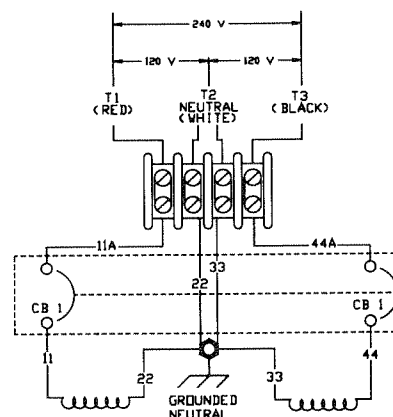 240 V
120 V
120 V
T1
(RED)
T2
NEUTRAL
(WHITE)
T3
(BLACK)
11A
44A
33
22
CB 1
CB 1
11
22
33
44
GROUNDED
NEUTRAL